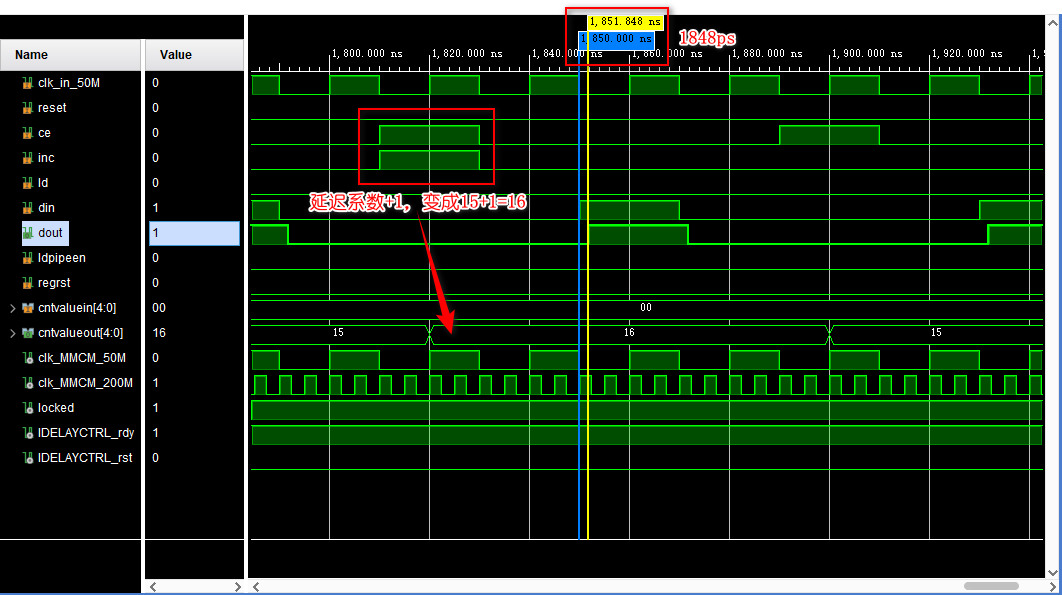 1,851.848 ns
1,850.000 ns
1848ps
Name
Value
1,800.000 ns
1,820.000 ns
1,840.000 ns
1,860.000 ns
1,880.000 ns
1,900.000 ns
1,920.000 ns
clk_in_50M
0
reset
0
ce
0
inc
0
ld
0
延迟系数+1，变成15+1=16
din
1
dout
1
ldpipeen
0
regrst
0
cntvaluein[4:0]
00
00
cntvalueout[4:0]
16
15
16
15
clk_MMCM_50M
0
clk_MMCM_200M
1
locked
1
IDELAYCTRL_rdy
1
IDELAYCTRL_rst
0